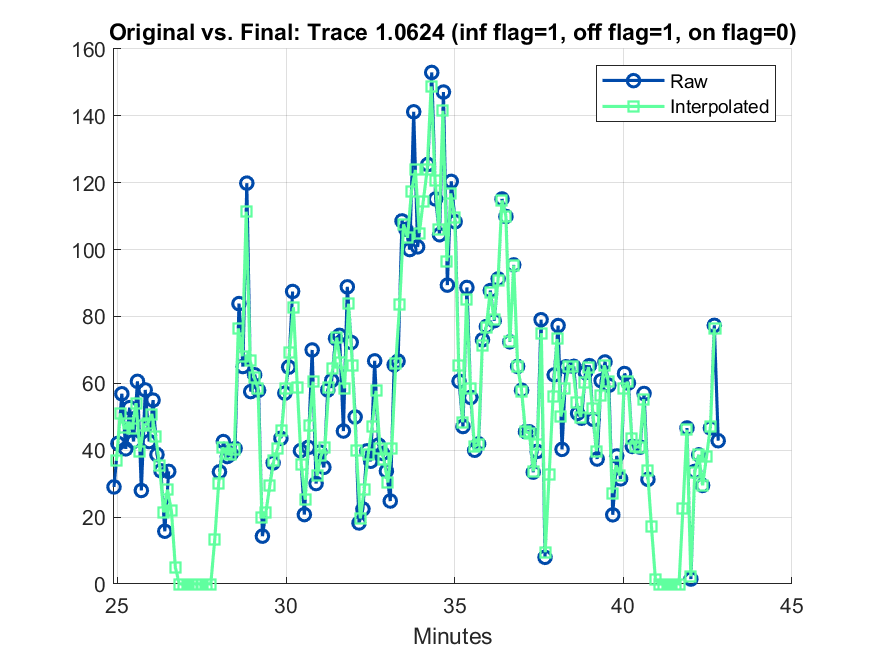 Original vs. Final: Trace 1.0624 (inf flag=1, off flag=1, on flag=0)
160
140
120
100
80
60
40
20
0
Raw
Interpolated
25 30 35 40 45
Minutes